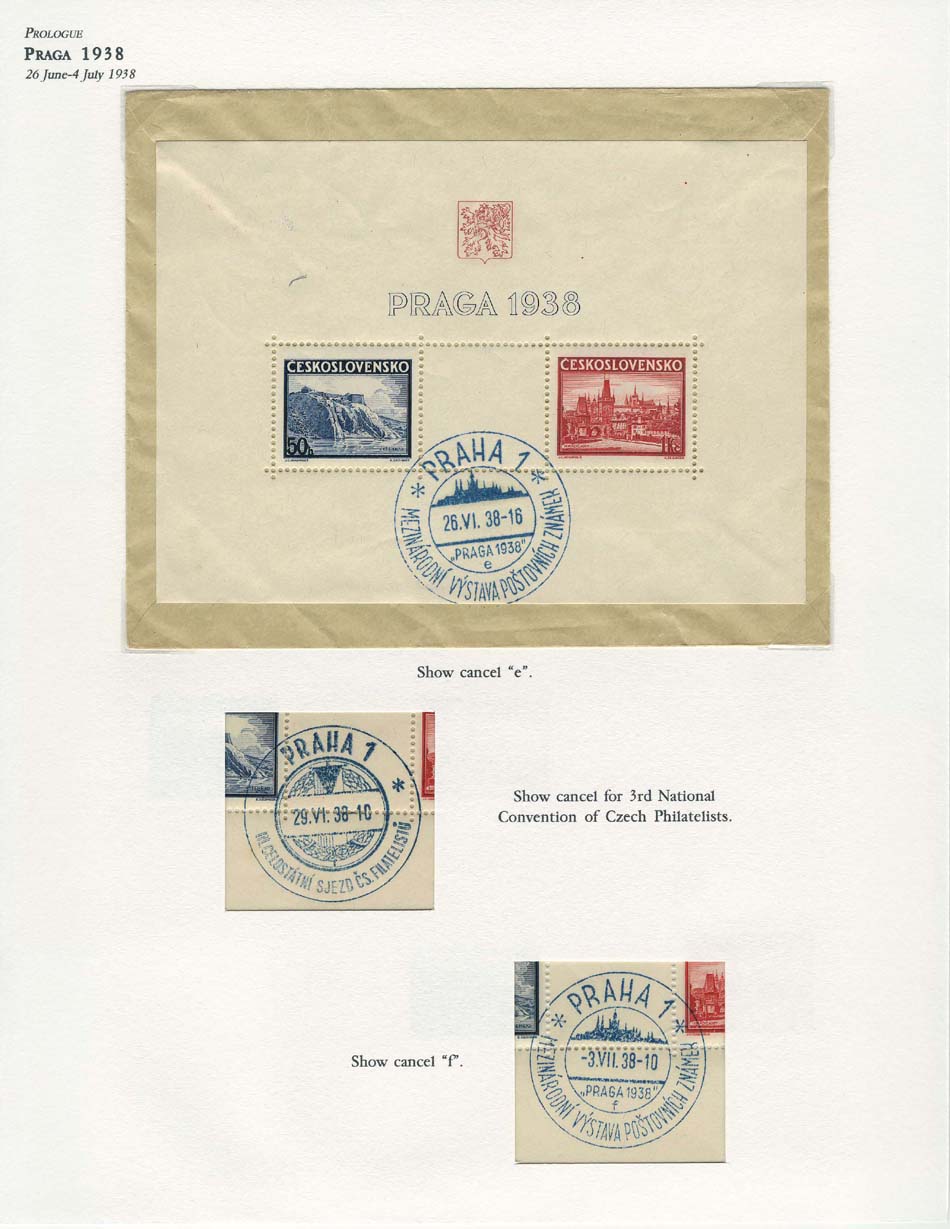 PROLOGUE
PRAGA 1938
26 June-4 July 1938
PRAGA 1938
ČESKOSLOVENSKO
50h
ČESKOSLOVENSKO
1Kč
PRAHA 1
26.VI. 38-16
„PRAGA 1938"
e
* MEZINÁRODNÍ VÝSTAVA POŠTOVNÍCH ZNÁMEK *
Show cancel “e”.
PRAHA 1
*
29.VI. 38-10
f
III. CELOSTÁTNÍ SJEZD ČS. FILATELISTŮ
Show cancel for 3rd National
Convention of Czech Philatelists.
PRAHA 1
-3.VII. 38-10
„PRAGA 1938"
f
* MEZINÁRODNÍ VÝSTAVA POŠTOVNÍCH ZNÁMEK *
Show cancel “f”.